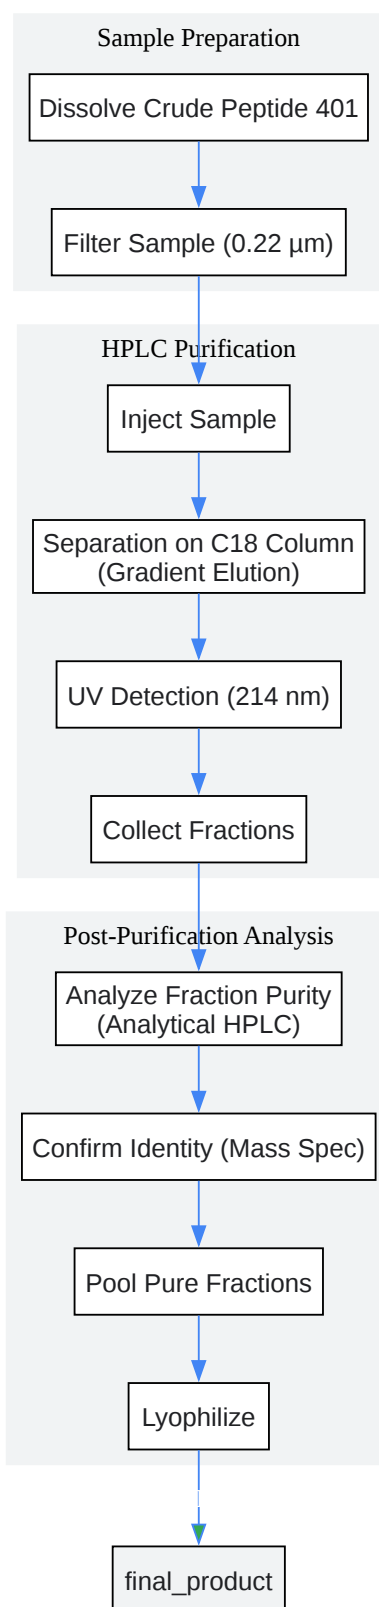 Sample Preparation
Dissolve Crude Peptide 401
Filter Sample (0.22 µm)
HPLC Purification
Inject Sample
Separation on C18 Column
(Gradient Elution)
UV Detection (214 nm)
Collect Fractions
Post-Purification Analysis
Analyze Fraction Purity
(Analytical HPLC)
Confirm Identity (Mass Spec)
Pool Pure Fractions
Lyophilize
final_product